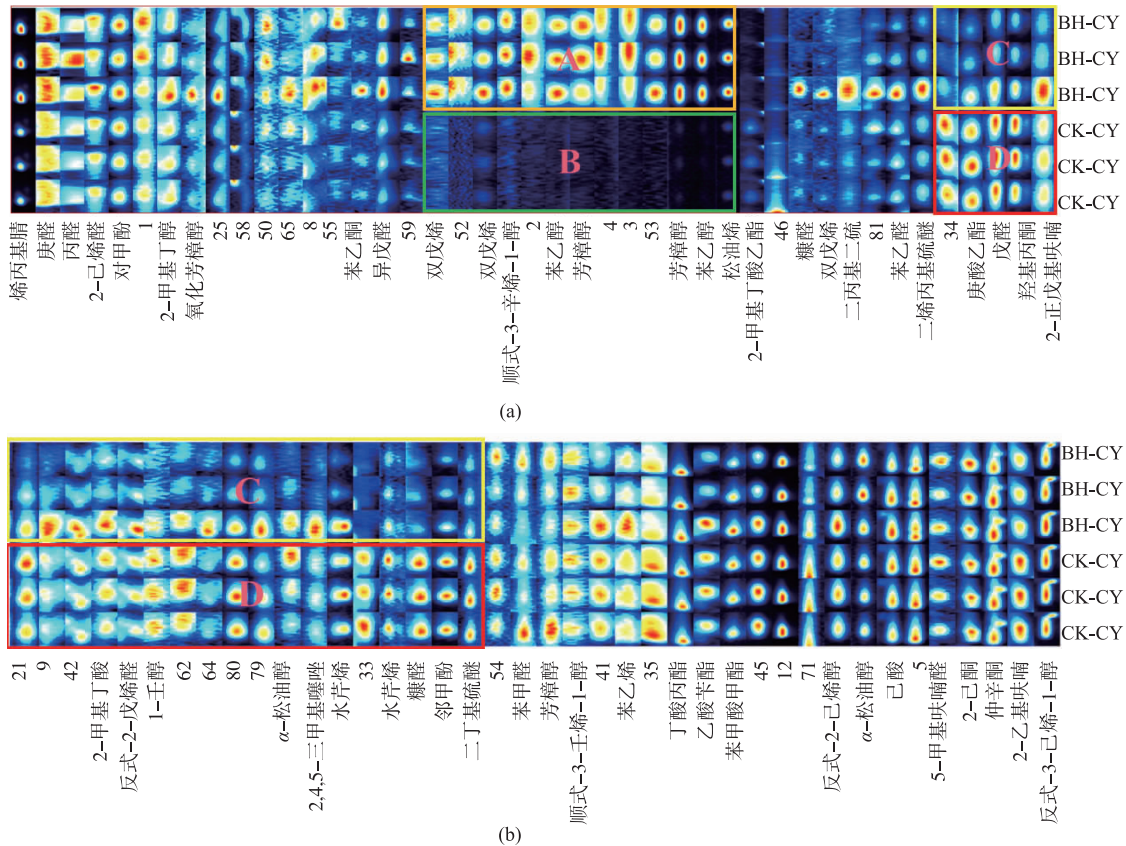 BH-CY
BH-CY
BH-CY
CK-CY
CK-CY
CK-CY
A
B
C
D
烯丙基腈
庚醛
丙醛
2-己烯醛
对甲酚
1
2-甲基丁醇
氧化芳樟醇
25
58
50
65
8
55
苯乙酮
异戊醛
59
双戊烯
52
双戊烯
顺式-3-辛烯-1-醇
2
苯乙醇
芳樟醇
4
3
53
芳樟醇
苯乙醇
松油烯
2-甲基丁酸乙酯
46
糠醛
双戊烯
二丙基二硫
81
苯乙醛
二烯丙基硫醚
34
庚酸乙酯
戊醛
羟基丙酮
2-正戊基呋喃
(a)
BH-CY
BH-CY
BH-CY
CK-CY
CK-CY
CK-CY
C
D
21
9
42
2-甲基丁酸
反式-2-戊烯醛
1-壬醇
62
64
80
79
α-松油醇
2,4,5-三甲基噻唑
水芹烯
33
水芹烯
糠醛
邻甲酚
二丁基硫醚
54
苯甲醛
芳樟醇
顺式-3-壬烯-1-醇
41
苯乙烯
35
丁酸丙酯
乙酸苄酯
苯甲酸甲酯
45
12
71
反式-2-己烯醇
α-松油醇
己酸
5
5-甲基呋喃醛
2-己酮
仲辛酮
2-乙基呋喃
反式-3-己烯-1-醇
(b)